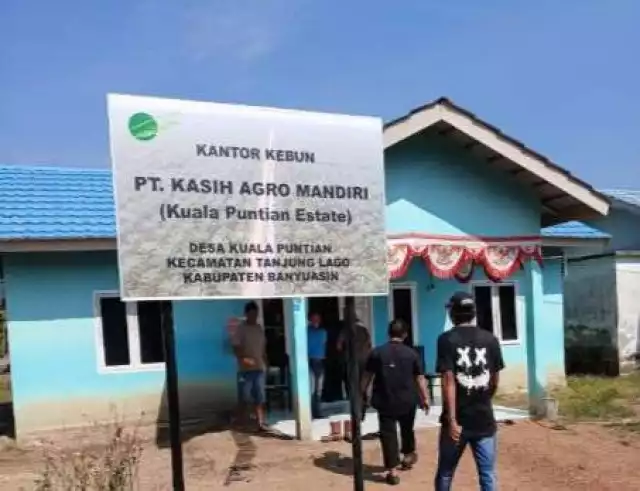 KANTOR KEBUN
PT. KASIH AGRO MANDIRI
(Kuala Puntian Estate)
DESA KUALA PUNTIAN
KECAMATAN TANJUNG LAGO
KABUPATEN BANYUASIN